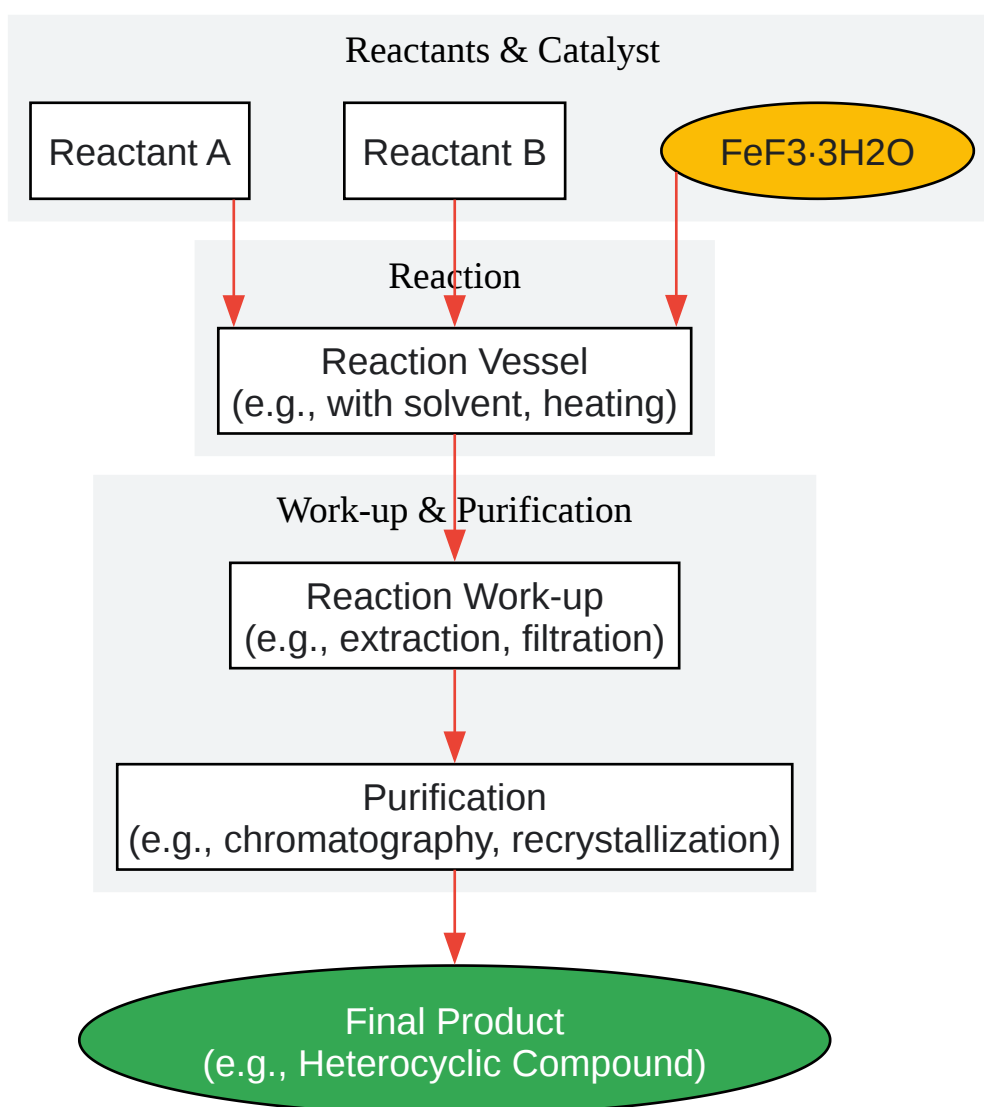 Reactants & Catalyst
Reactant A
Reactant B
FeF3·3H2O
Reaction
Reaction Vessel
(e.g., with solvent, heating)
Work-up & Purification
Reaction Work-up
(e.g., extraction, filtration)
Purification
(e.g., chromatography, recrystallization)
Final Product
(e.g., Heterocyclic Compound)